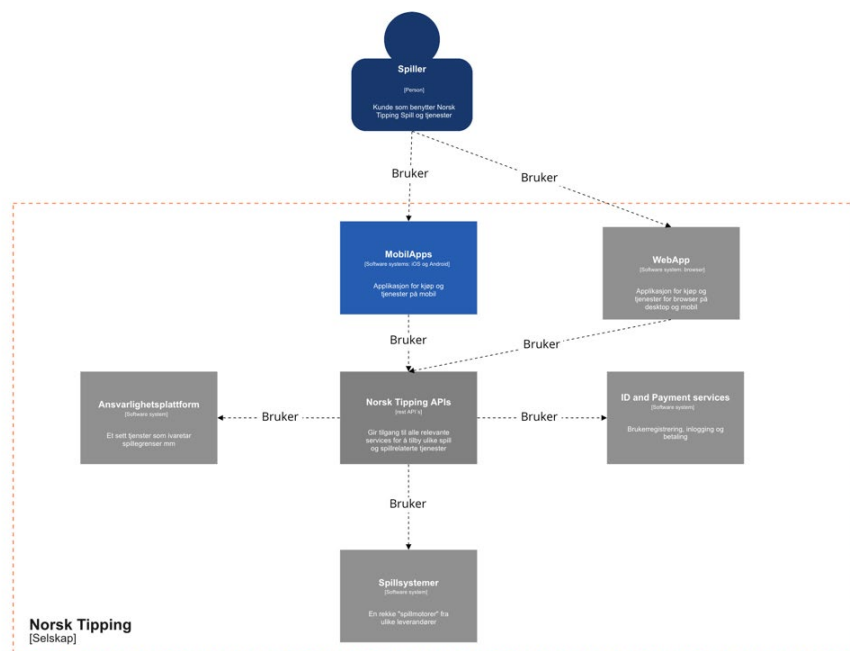 Spiller
[Person]
Kunde som benytter Norsk
Tipping Spill og tjenester
Bruker
Bruker
MobilApps
[Software systems: iOS og Android]
Applikasjon for kjøp og
tjenester på mobil
WebApp
[Software system: browser]
Applikasjon for kjøp og
tjenester for browser på
desktop og mobil
Bruker
Bruker
Ansvarlighetsplattform
[Software system]
Et sett tjenster som ivaretar
spillegrenser mm
Bruker
Norsk Tipping APIs
[rest API's]
Gir tilgang til alle relevante
services for å tilby ulike spill
og spillrelaterte tjenester
Bruker
ID and Payment services
[Software system]
Brukerregistrering, inlogging og
betaling
Bruker
Spillsystemer
[Software system]
En rekke "spillmotorer" fra
ulike leverandører
Norsk Tipping
[Selskap]